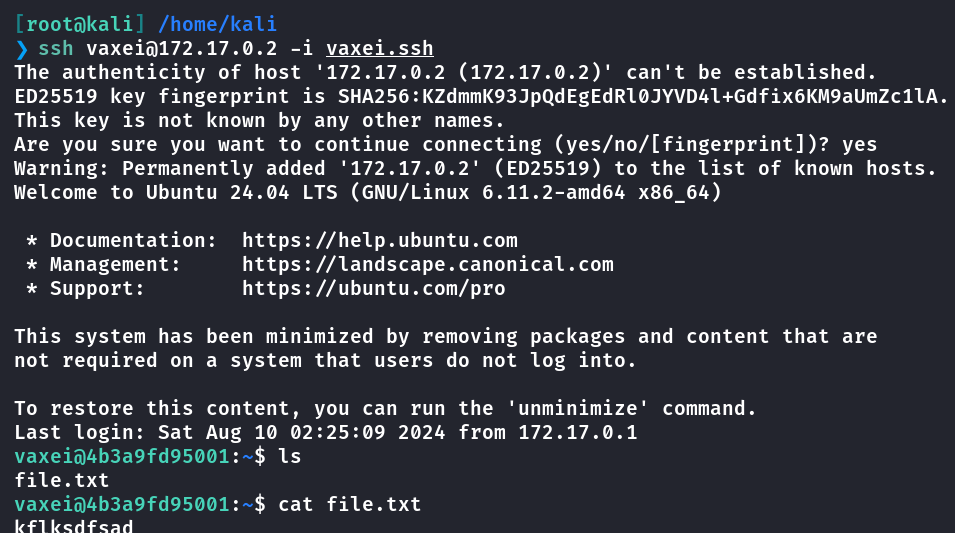 [root@kali] /home/kali
❯ ssh vaxei@172.17.0.2 -i vaxei.ssh
The authenticity of host '172.17.0.2 (172.17.0.2)' can't be established.
ED25519 key fingerprint is SHA256:KZdmmK93JpQdEgEdRl0JYVD4l+Gdfix6KM9aUmZc1lA.
This key is not known by any other names.
Are you sure you want to continue connecting (yes/no/[fingerprint])? yes
Warning: Permanently added '172.17.0.2' (ED25519) to the list of known hosts.
Welcome to Ubuntu 24.04 LTS (GNU/Linux 6.11.2-amd64 x86_64)
* Documentation: https://help.ubuntu.com
* Management: https://landscape.canonical.com
* Support: https://ubuntu.com/pro
This system has been minimized by removing packages and content that are
not required on a system that users do not log into.
To restore this content, you can run the 'unminimize' command.
Last login: Sat Aug 10 02:25:09 2024 from 172.17.0.1
vaxei@4b3a9fd95001:~$ ls
file.txt
vaxei@4b3a9fd95001:~$ cat file.txt
kflksdfsad